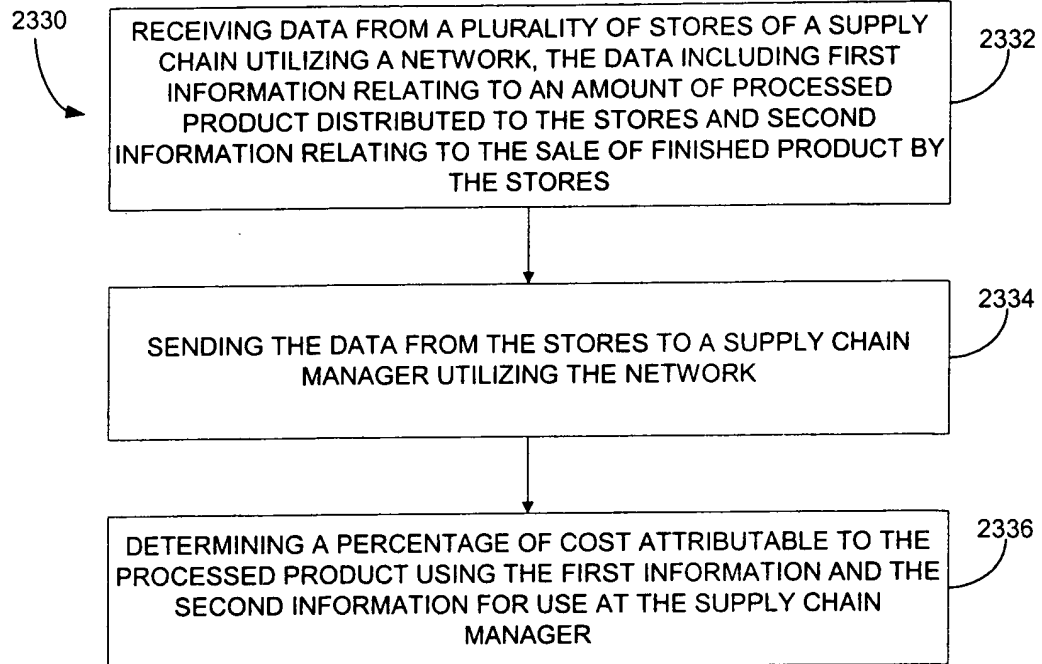 2330
RECEIVING DATA FROM A PLURALITY OF STORES OF A SUPPLY
CHAIN UTILIZING A NETWORK, THE DATA INCLUDING FIRST
INFORMATION RELATING TO AN AMOUNT OF PROCESSED
PRODUCT DISTRIBUTED TO THE STORES AND SECOND
INFORMATION RELATING TO THE SALE OF FINISHED PRODUCT BY
THE STORES
2332
SENDING THE DATA FROM THE STORES TO A SUPPLY CHAIN
MANAGER UTILIZING THE NETWORK
2334
DETERMINING A PERCENTAGE OF COST ATTRIBUTABLE TO THE
PROCESSED PRODUCT USING THE FIRST INFORMATION AND THE
SECOND INFORMATION FOR USE AT THE SUPPLY CHAIN
MANAGER
2336